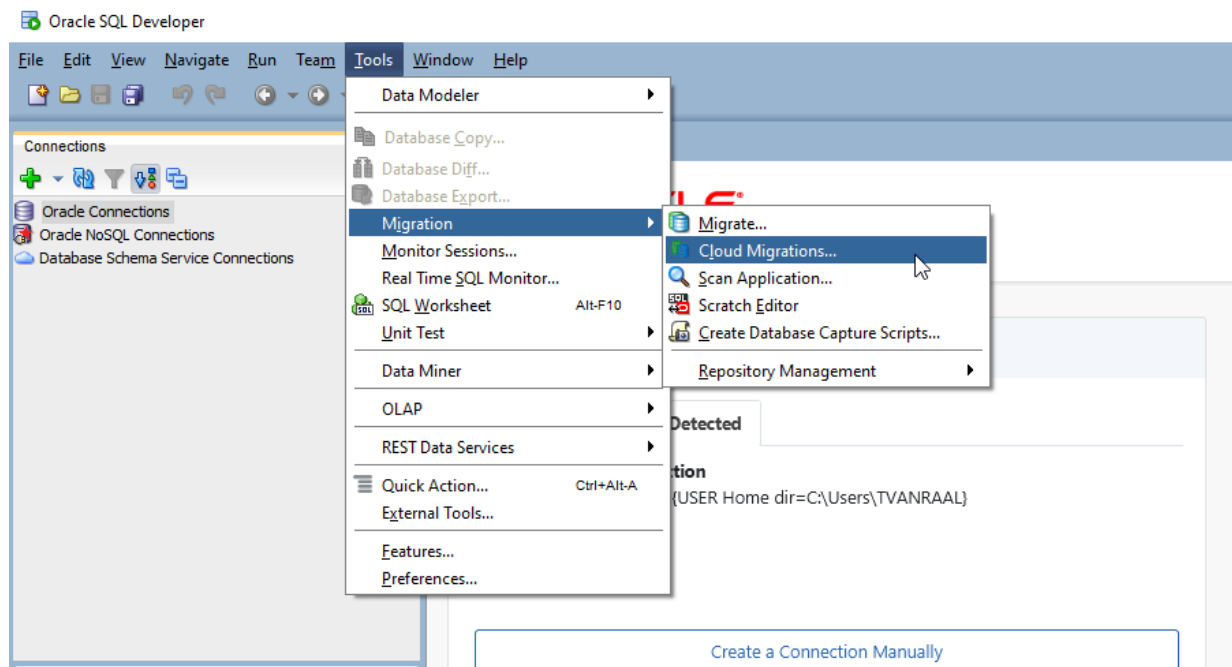 Oracle SQL Developer
File Edit View Navigate Run Team Tools Window Help
Connections
Oracle Connections
Oracle NoSQL Connections
Database Schema Service Connections
Data Modeler
Database Copy...
Database Diff...
Database Export...
Migration
Monitor Sessions...
Real Time SQL Monitor...
SQL Worksheet Alt-F10
Unit Test
Data Miner
OLAP
REST Data Services
Quick Action... Ctrl+Alt-A
External Tools...
Features...
Preferences...
Migrate...
Cloud Migrations...
Scan Application...
Scratch Editor
Create Database Capture Scripts...
Repository Management
Detected
tion
{USER Home dir=C:\Users\TVANRAAL}
Create a Connection Manually